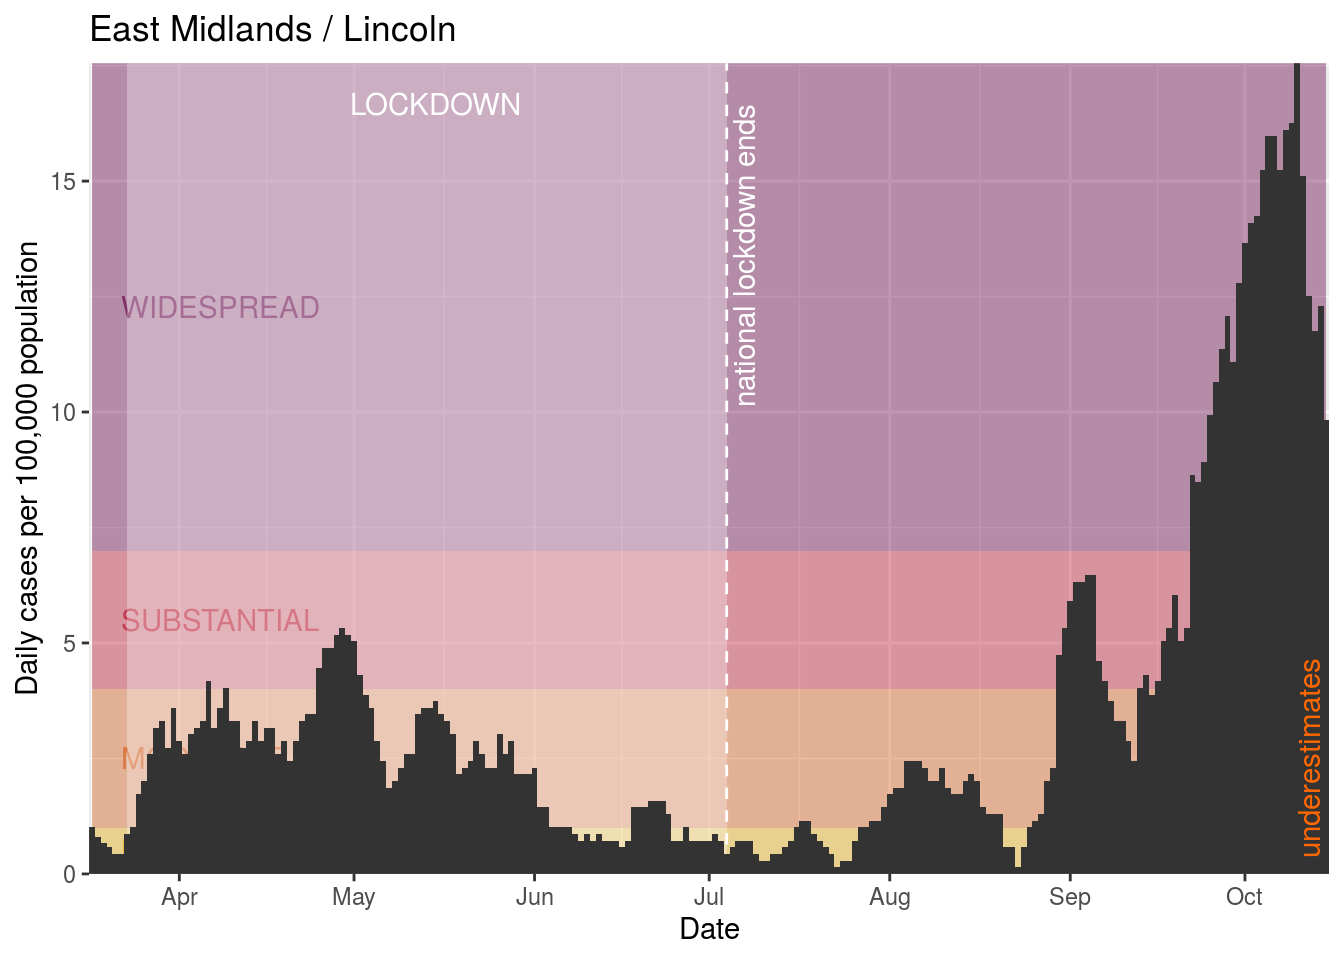 East Midlands / Lincoln
LOCKDOWN
national lockdown ends
WIDESPREAD
SUBSTANTIAL
underestimates
Daily cases per 100,000 population
15
10
5
0
Apr
May
Jun
Jul
Aug
Sep
Oct
Date